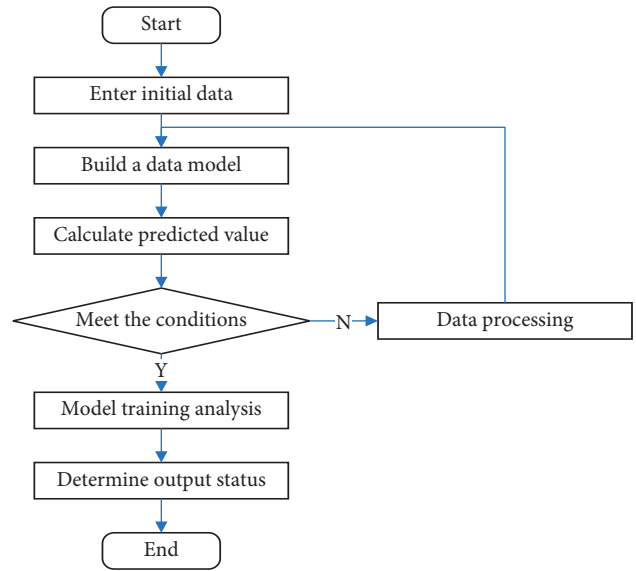 Start
Enter initial data
Build a data model
Calculate predicted value
Meet the conditions
N
Data processing
Y
Model training analysis
Determine output status
End